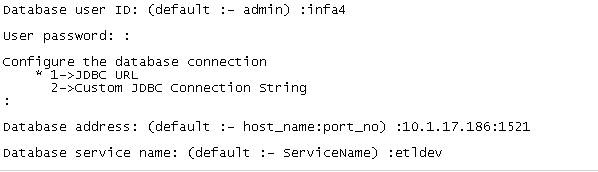 Database user ID: (default :- admin) :infa4
User password: :
Configure the database connection
* 1->JDBC URL
2->Custom JDBC Connection String
:
Database address: (default :- host_name:port_no) :10.1.17.186:1521
Database service name: (default :- ServiceName) :etldev